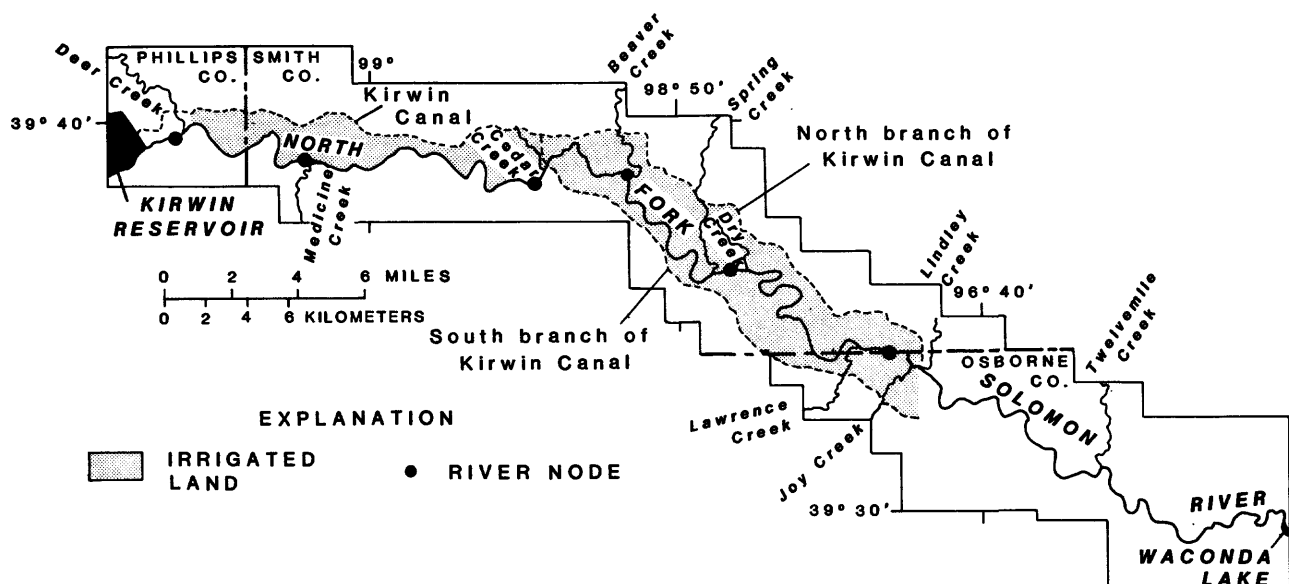 Deer Creek
PHILLIPS
CO.
SMITH
CO.
99°
Beaver
Creek
98° 50′
Spring
Creek
39° 40′
Kirwin
Canal
North branch of
Kirwin Canal
NORTH
Cedar
Creek
FORK
Dry
Creek
KIRWIN
RESERVOIR
Medicine
Creek
Lindley
Creek
96° 40′
Twelvemile
Creek
0 2 4 6 MILES
0 2 4 6 KILOMETERS
South branch of
Kirwin Canal
OSBORNE
CO.
SOLOMON
Lawrence
Creek
Joy Creek
EXPLANATION
IRRIGATED
LAND
RIVER NODE
39° 30′
RIVER
WACONDA
LAKE